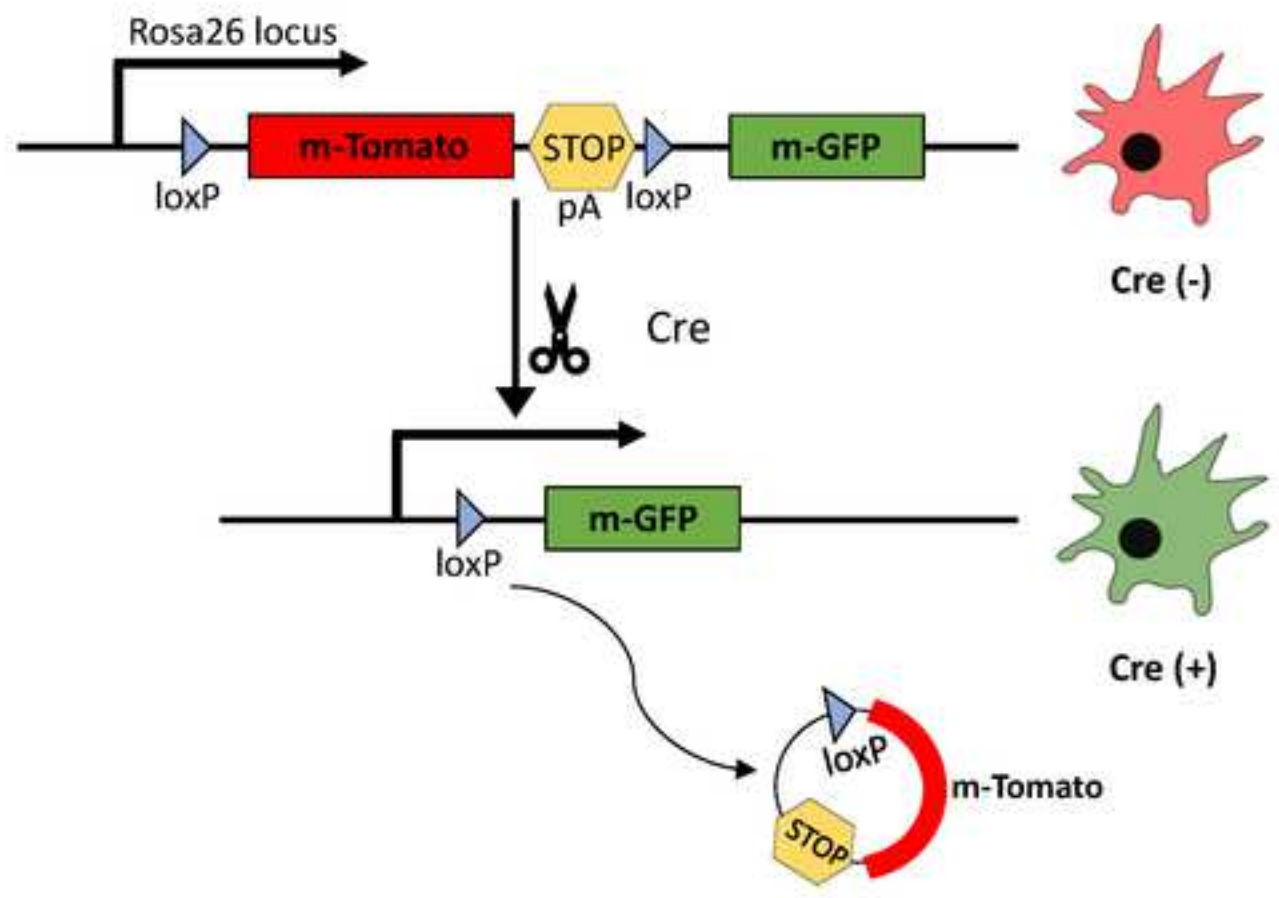 Rosa26 locus
m-Tomato
STOP
m-GFP
loxP
pA
loxP
Cre (-)
Cre
m-GFP
loxP
Cre (+)
loxP
m-Tomato
STOP